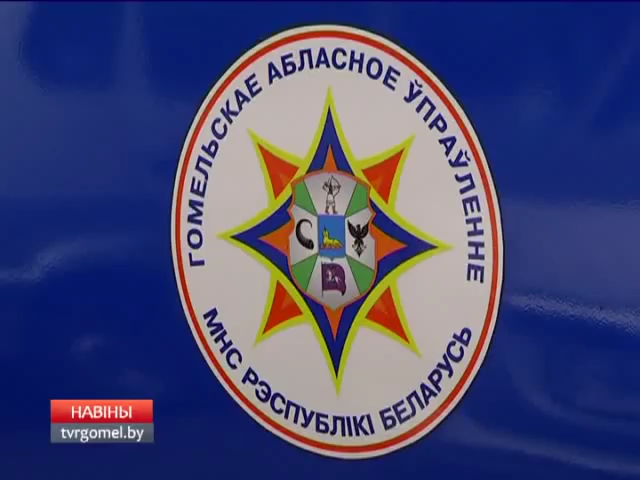 ГОМЕЛЬСКАЕ АБЛАСНОЕ ЎПРАЎЛЕННЕ
МНС РЭСПУБЛІКІ БЕЛАРУСЬ
НАВІНЫ
tvrgomel.by